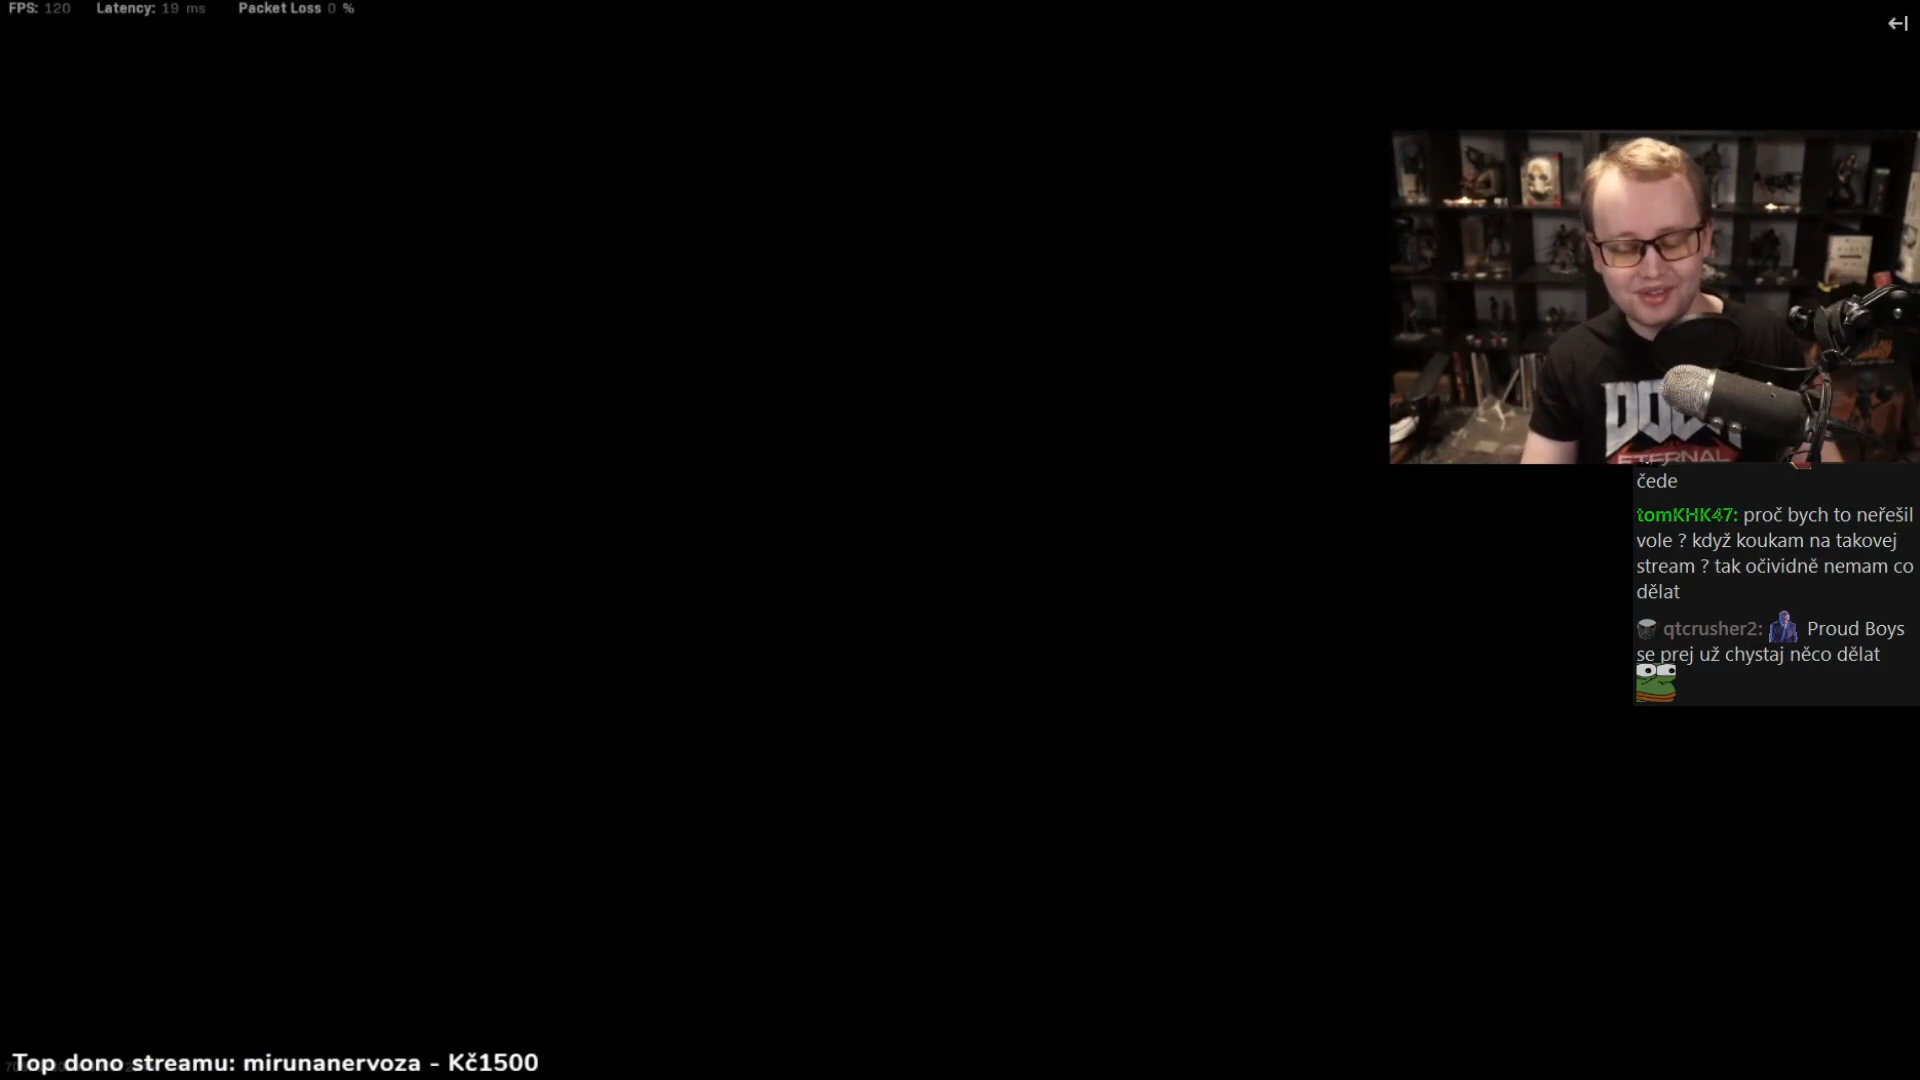 FPS: 120 Latency: 19 ms Packet Loss 0 %
DOOM
ETERNAL
čede
tomKHK47: proč bych to neřešil
vole ? když koukam na takovej
stream ? tak očividně nemam co
dělat
qtcrusher2: Proud Boys
se prej už chystaj něco dělat
Top dono streamu: mirunanervoza - Kč1500